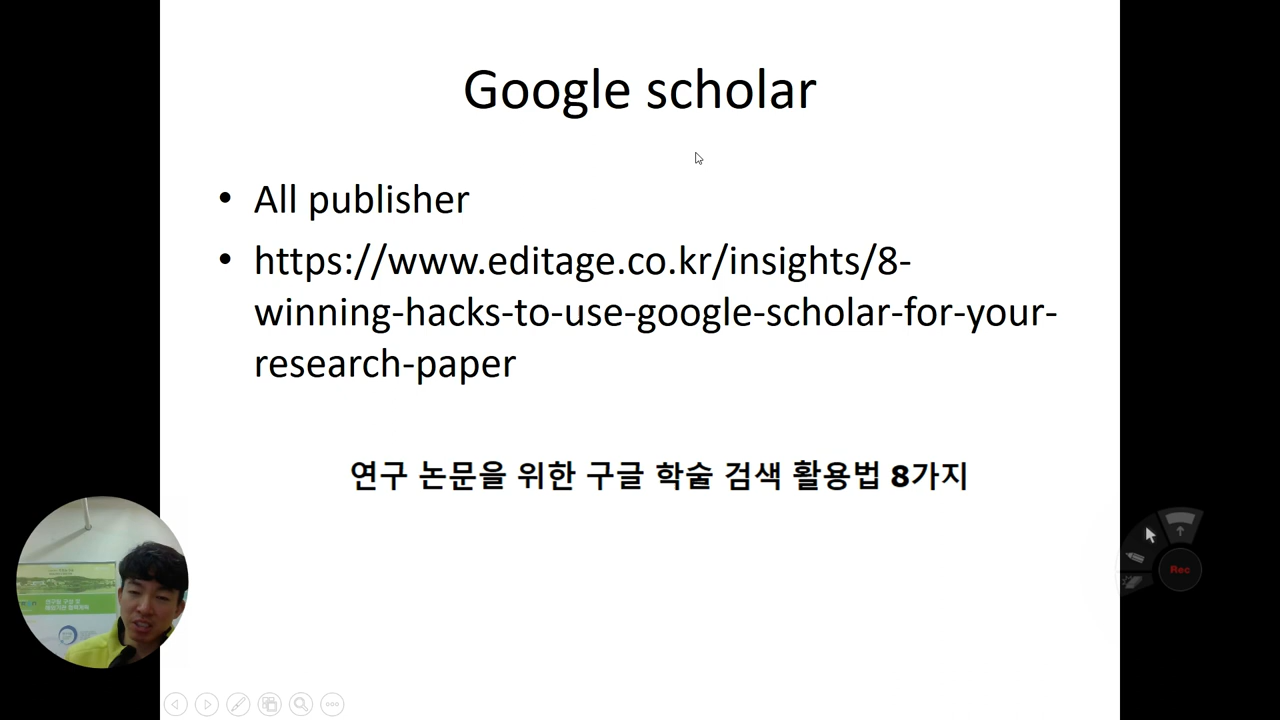 Google scholar
• All publisher
• https://www.editage.co.kr/insights/8-
winning-hacks-to-use-google-scholar-for-your-
research-paper
연구 논문을 위한 구글 학술 검색 활용법 8가지
Rec